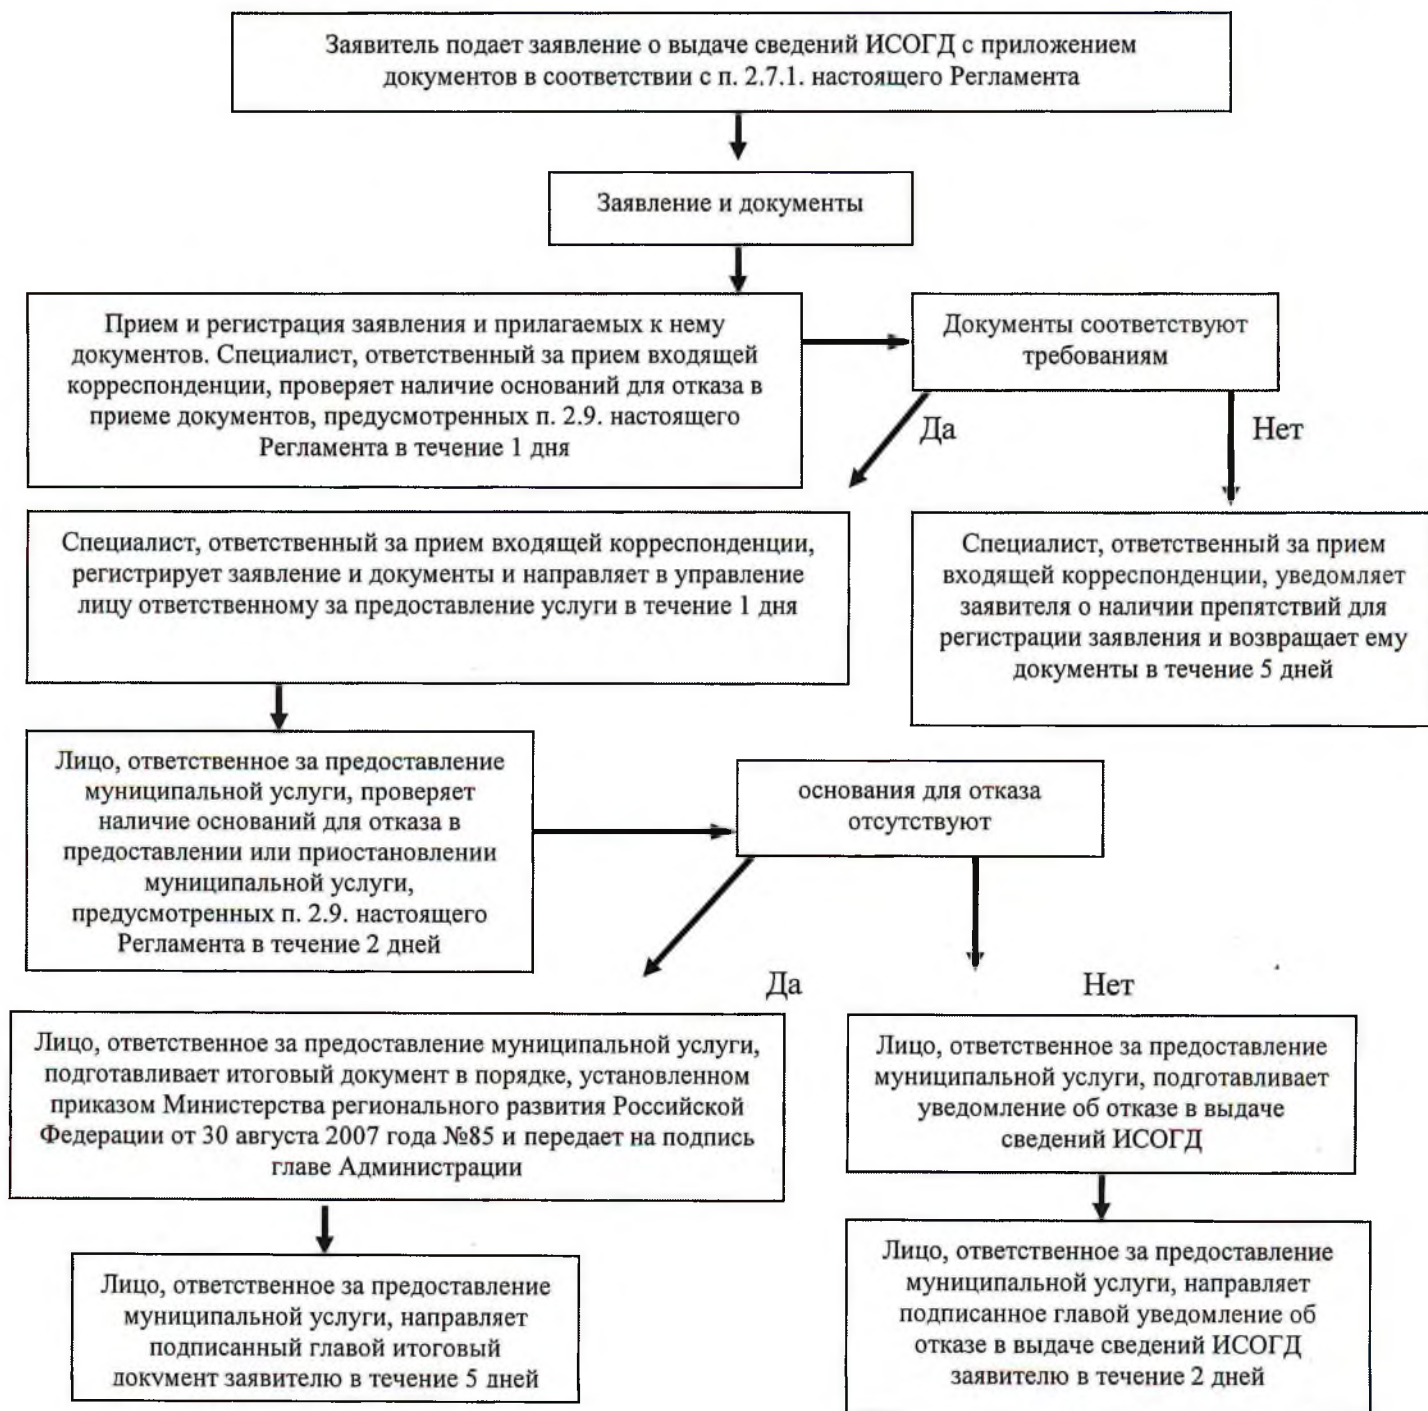 Заявитель подает заявление о выдаче сведений ИСОГД с приложением
документов в соответствии с п. 2.7.1. настоящего Регламента
Заявление и документы
Прием и регистрация заявления и прилагаемых к нему
документов. Специалист, ответственный за прием входящей
корреспонденции, проверяет наличие оснований для отказа в
приеме документов, предусмотренных п. 2.9. настоящего
Регламента в течение 1 дня
Документы соответствуют
требованиям
Да
Нет
Специалист, ответственный за прием входящей корреспонденции,
регистрирует заявление и документы и направляет в управление
лицу ответственному за предоставление услуги в течение 1 дня
Специалист, ответственный за прием
входящей корреспонденции, уведомляет
заявителя о наличии препятствий для
регистрации заявления и возвращает ему
документы в течение 5 дней
Лицо, ответственное за предоставление
муниципальной услуги, проверяет
наличие оснований для отказа в
предоставлении или приостановлении
муниципальной услуги,
предусмотренных п. 2.9. настоящего
Регламента в течение 2 дней
основания для отказа
отсутствуют
Да
Нет
Лицо, ответственное за предоставление муниципальной услуги,
подготавливает итоговый документ в порядке, установленном
приказом Министерства регионального развития Российской
Федерации от 30 августа 2007 года №85 и передает на подпись
главе Администрации
Лицо, ответственное за предоставление
муниципальной услуги, подготавливает
уведомление об отказе в выдаче
сведений ИСОГД
Лицо, ответственное за предоставление
муниципальной услуги, направляет
подписанный главой итоговый
документ заявителю в течение 5 дней
Лицо, ответственное за предоставление
муниципальной услуги, направляет
подписанное главой уведомление об
отказе в выдаче сведений ИСОГД
заявителю в течение 2 дней